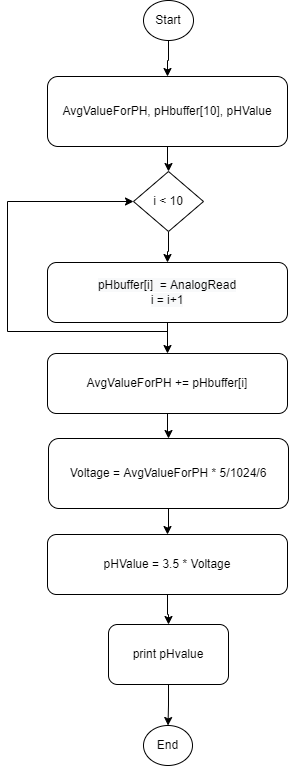 Start
AvgValueForPH, pHbuffer[10], pHValue
i < 10
pHbuffer[i]  = AnalogRead
i = i+1
AvgValueForPH += pHbuffer[i]
Voltage = AvgValueForPH * 5/1024/6
pHValue = 3.5 * Voltage
print pHvalue
End